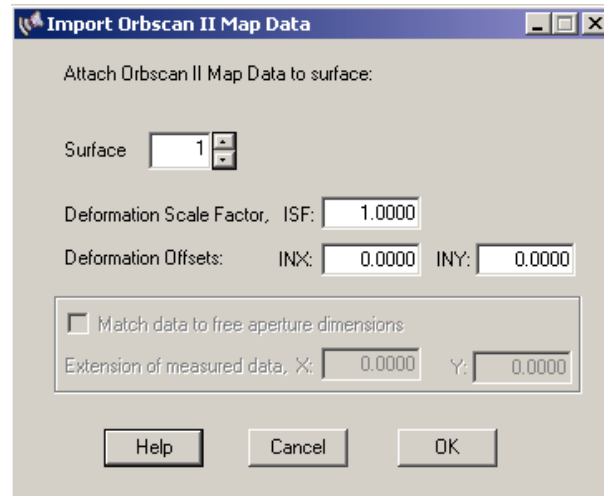 Import Orbscan II Map Data
Attach Orbscan II Map Data to surface:
Surface 1
Deformation Scale Factor, ISF: 1.0000
Deformation Offsets: INX: 0.0000 INY: 0.0000
Match data to free aperture dimensions
Extension of measured data, X: 0.0000 Y: 0.0000
Help Cancel OK